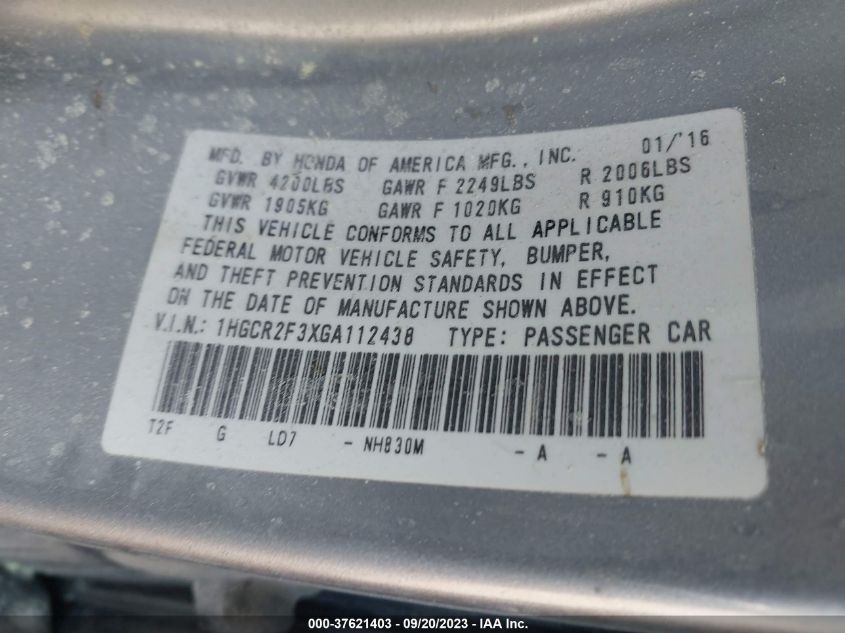 MFD. BY HONDA OF AMERICA MFG., INC. 01/'16
GVWR 4200LBS GAWR F 2249LBS R 2006LBS
GVWR 1905KG GAWR F 1020KG R 910KG
THIS VEHICLE CONFORMS TO ALL APPLICABLE
FEDERAL MOTOR VEHICLE SAFETY, BUMPER,
AND THEFT PREVENTION STANDARDS IN EFFECT
ON THE DATE OF MANUFACTURE SHOWN ABOVE.
V.I.N.: 1HGCR2F3XGA112438 TYPE: PASSENGER CAR
T2F G LD7 - NH830M - A - A
000-37621403 - 09/20/2023 - IAA Inc.